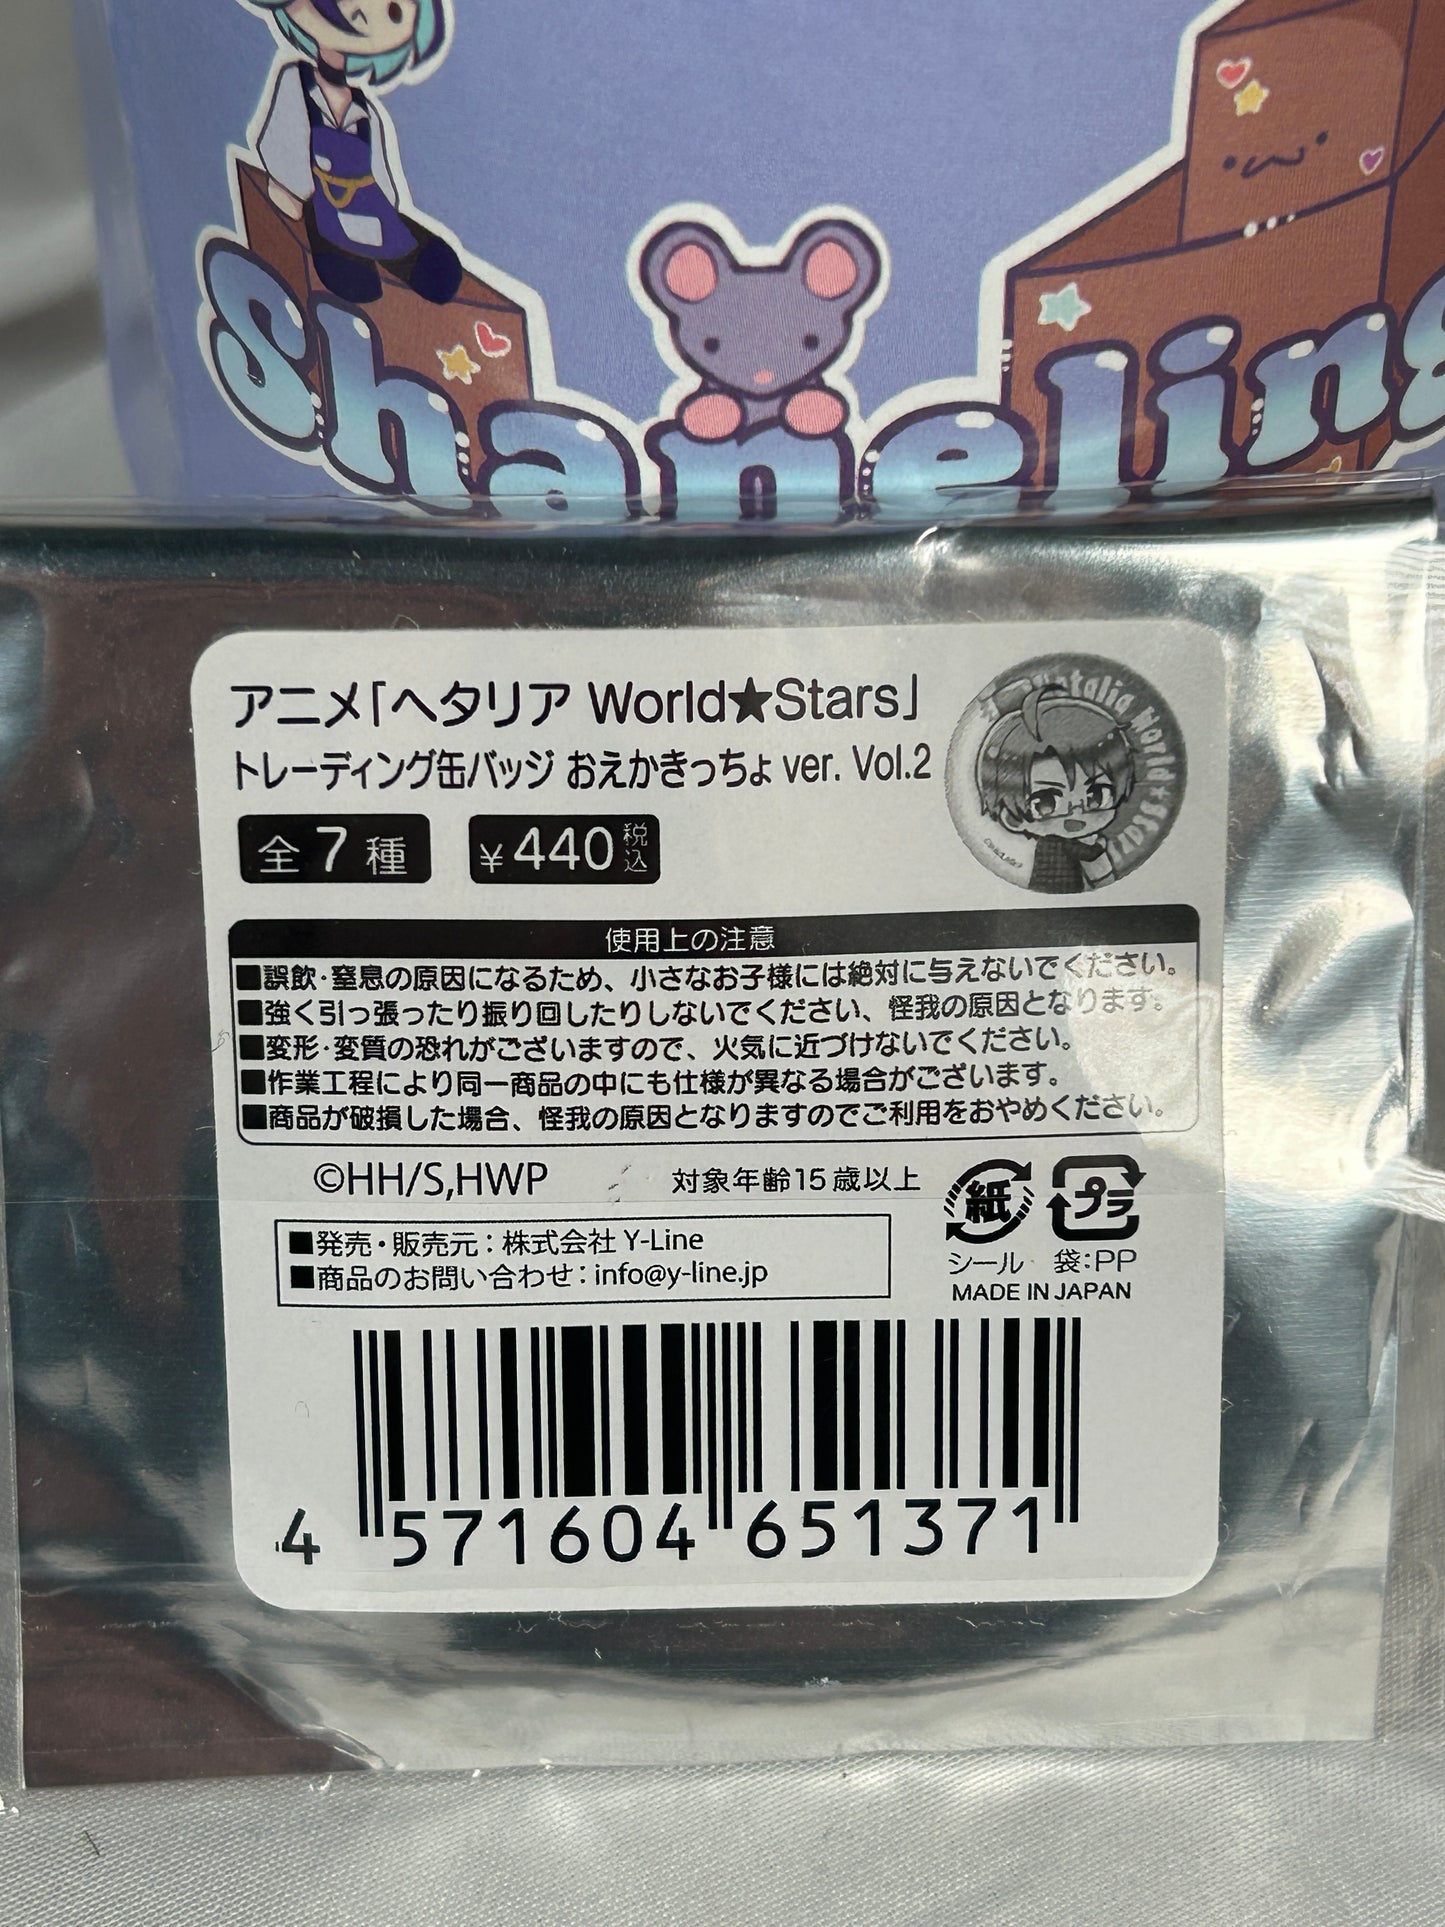 Shaneling
アニメ「ヘタリア World★Stars」
トレーディング缶バッジ おえかきっちょ ver. Vol.2
全7種
¥440税込
Hetalia World★Stars
使用上の注意
■誤飲・窒息の原因になるため、小さなお子様には絶対に与えないでください。
■強く引っ張ったり振り回したりしないでください、怪我の原因となります。
■変形・変質の恐れがございますので、火気に近づけないでください。
■作業工程により同一商品の中にも仕様が異なる場合がございます。
■商品が破損した場合、怪我の原因となりますのでご利用をおやめください。
©HH/S,HWP
対象年齢15歳以上
紙 プラ
シール 袋:PP
MADE IN JAPAN
■発売・販売元：株式会社 Y-Line
■商品のお問い合わせ：info@y-line.jp
4 571604 651371